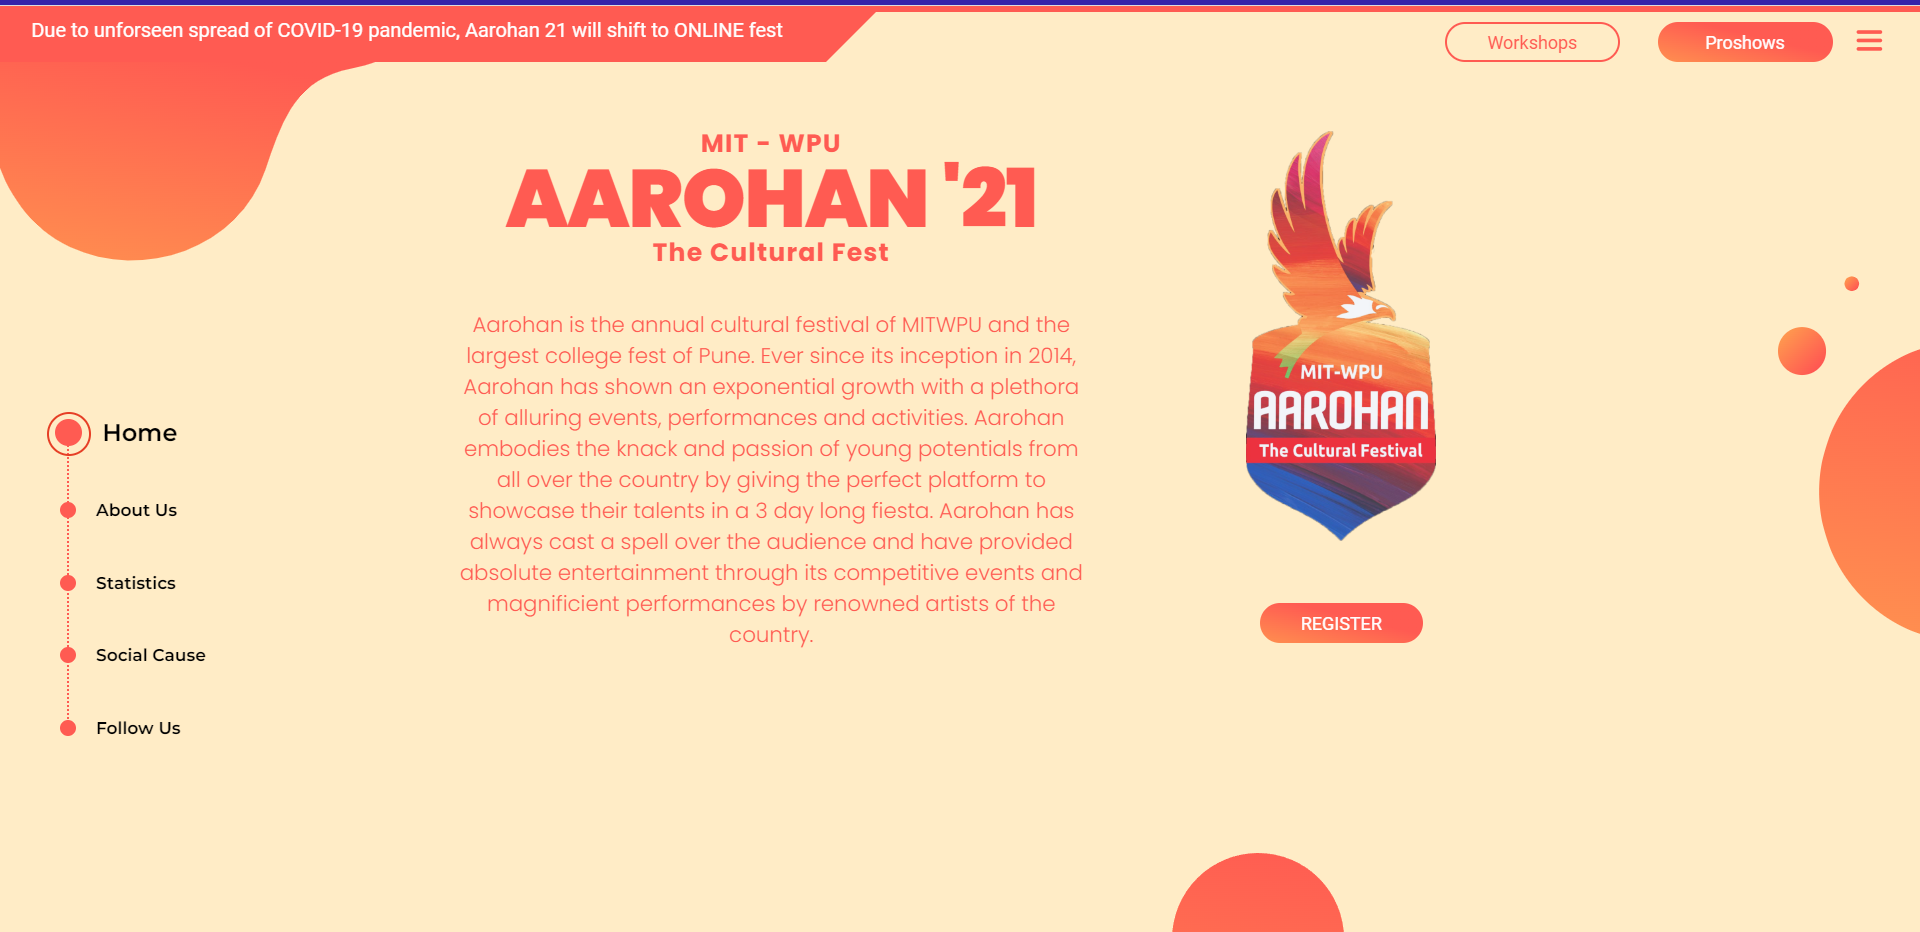 Due to unforseen spread of COVID-19 pandemic, Aarohan 21 will shift to ONLINE fest
Workshops
Proshows
MIT - WPU
AAROHAN '21
The Cultural Fest
Aarohan is the annual cultural festival of MITWPU and the
largest college fest of Pune. Ever since its inception in 2014,
Aarohan has shown an exponential growth with a plethora
of alluring events, performances and activities. Aarohan
embodies the knack and passion of young potentials from
all over the country by giving the perfect platform to
showcase their talents in a 3 day long fiesta. Aarohan has
always cast a spell over the audience and have provided
absolute entertainment through its competitive events and
magnificient performances by renowned artists of the
country.
MIT-WPU
AAROHAN
The Cultural Festival
REGISTER
Home
About Us
Statistics
Social Cause
Follow Us